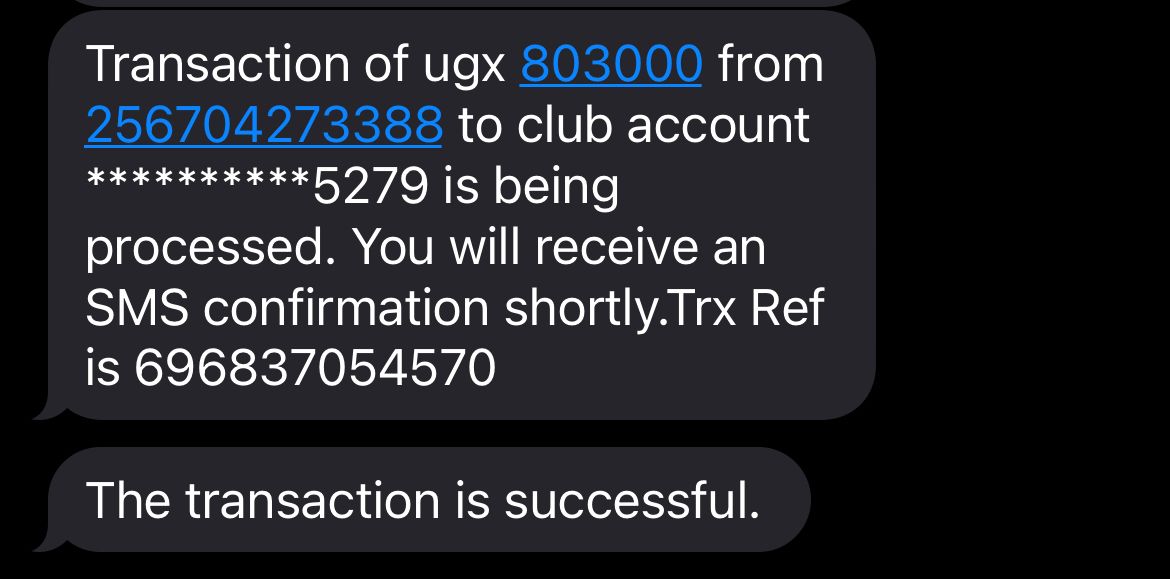 Transaction of ugx 803000 from
256704273388 to club account
**********5279 is being
processed. You will receive an
SMS confirmation shortly.Trx Ref
is 696837054570
The transaction is successful.